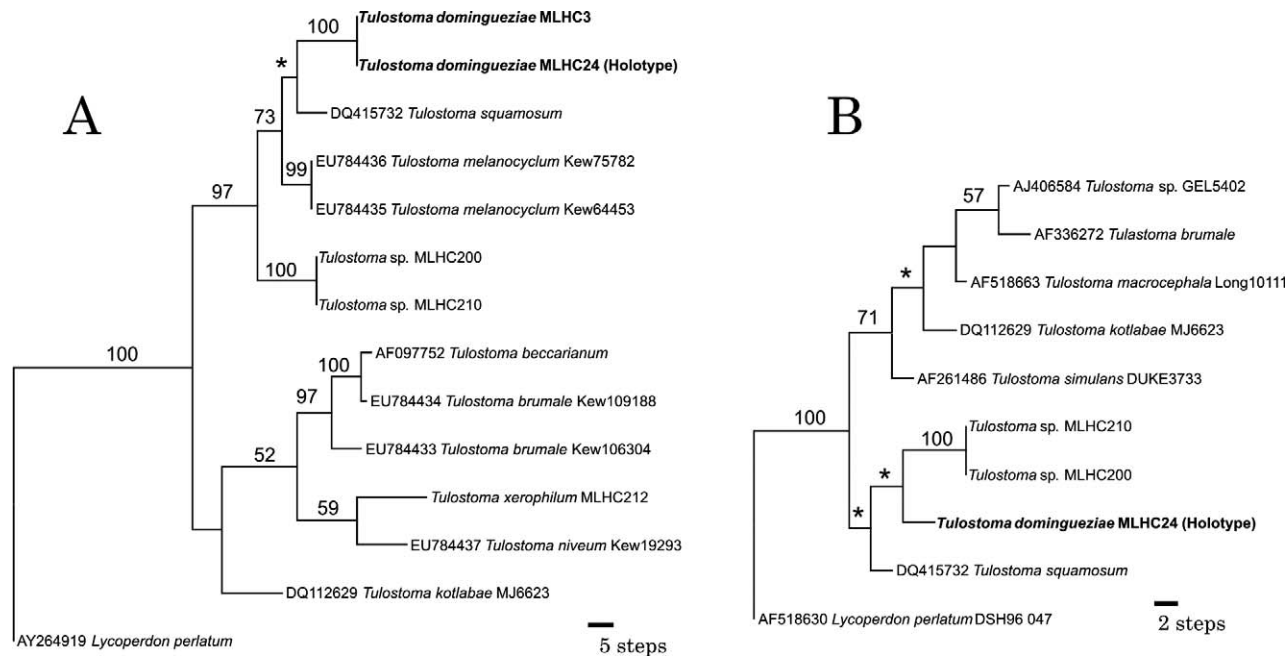 A
Tulostoma domingueziae MLHC3
100
Tulostoma domingueziae MLHC24 (Holotype)
*
DQ415732 Tulostoma squamosum
73
EU784436 Tulostoma melanocyclum Kew75782
99
97
EU784435 Tulostoma melanocyclum Kew64453
Tulostoma sp. MLHC200
100
Tulostoma sp. MLHC210
100
AF097752 Tulostoma beccarianum
100
97
EU784434 Tulostoma brumale Kew109188
EU784433 Tulostoma brumale Kew106304
52
Tulostoma xerophilum MLHC212
59
EU784437 Tulostoma niveum Kew19293
DQ112629 Tulostoma kotlabae MJ6623
AY264919 Lycoperdon perlatum
5 steps
B
AJ406584 Tulostoma sp. GEL5402
57
AF336272 Tulastoma brumale
*
AF518663 Tulostoma macrocephala Long10111
71
DQ112629 Tulostoma kotlabae MJ6623
AF261486 Tulostoma simulans DUKE3733
100
Tulostoma sp. MLHC210
100
Tulostoma sp. MLHC200
*
*
Tulostoma domingueziae MLHC24 (Holotype)
DQ415732 Tulostoma squamosum
AF518630 Lycoperdon perlatum DSH96 047
2 steps